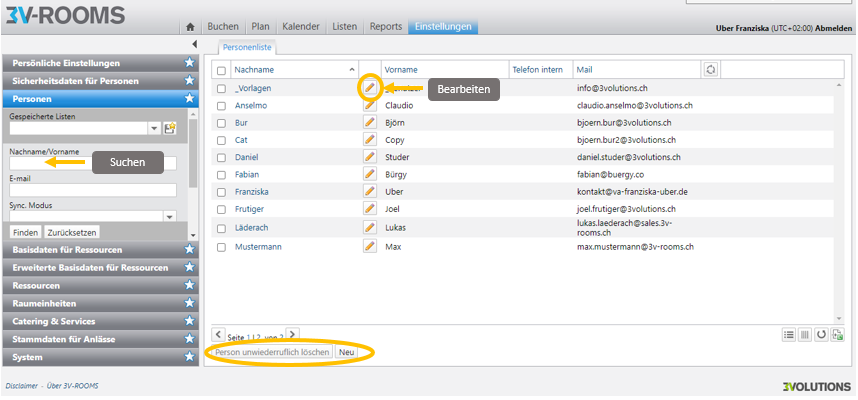 3V-ROOMS
Buchen Plan Kalender Listen Reports Einstellungen
Uber Franziska (UTC+02:00) Abmelden
Persönliche Einstellungen
Sicherheitsdaten für Personen
Personen
Gespeicherte Listen
Nachname/Vorname
Suchen
E-mail
Sync. Modus
Finden Zurücksetzen
Basisdaten für Ressourcen
Erweiterte Basisdaten für Ressourcen
Ressourcen
Raumeinheiten
Catering & Services
Stammdaten für Anlässe
System
Personenliste
Nachname Vorname Telefon intern Mail
_Vorlagen info@3volutions.ch
Bearbeiten
Anselmo Claudio claudio.anselmo@3volutions.ch
Bur Björn bjoern.bur@3volutions.ch
Cat Copy bjoern.bur2@3volutions.ch
Daniel Studer daniel.studer@3volutions.ch
Fabian Bürgy fabian@buergy.co
Franziska Uber kontakt@va-franziska-uber.de
Frutiger Joel joel.frutiger@3volutions.ch
Läderach Lukas lukas.laederach@sales.3v-
rooms.ch
Mustermann Max max.mustermann@3v-rooms.ch
Seite 1 | 2 von 2
Person unwiederruflich löschen Neu
Disclaimer - Über 3V-ROOMS
3VOLUTIONS